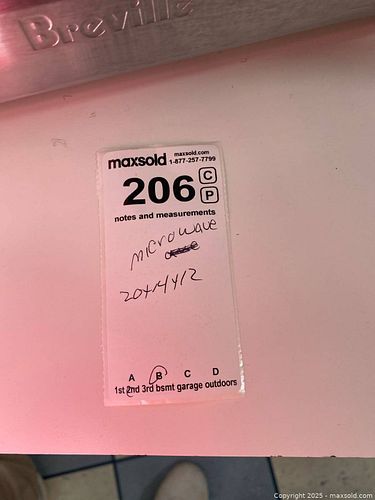 Breville
maxsold maxsold.com
1-877-257-7799
206 C
P
notes and measurements
Microwave
20x14x12
A B C D
1st 2nd 3rd bsmt garage outdoors
Copyright 2025 - maxsold.com